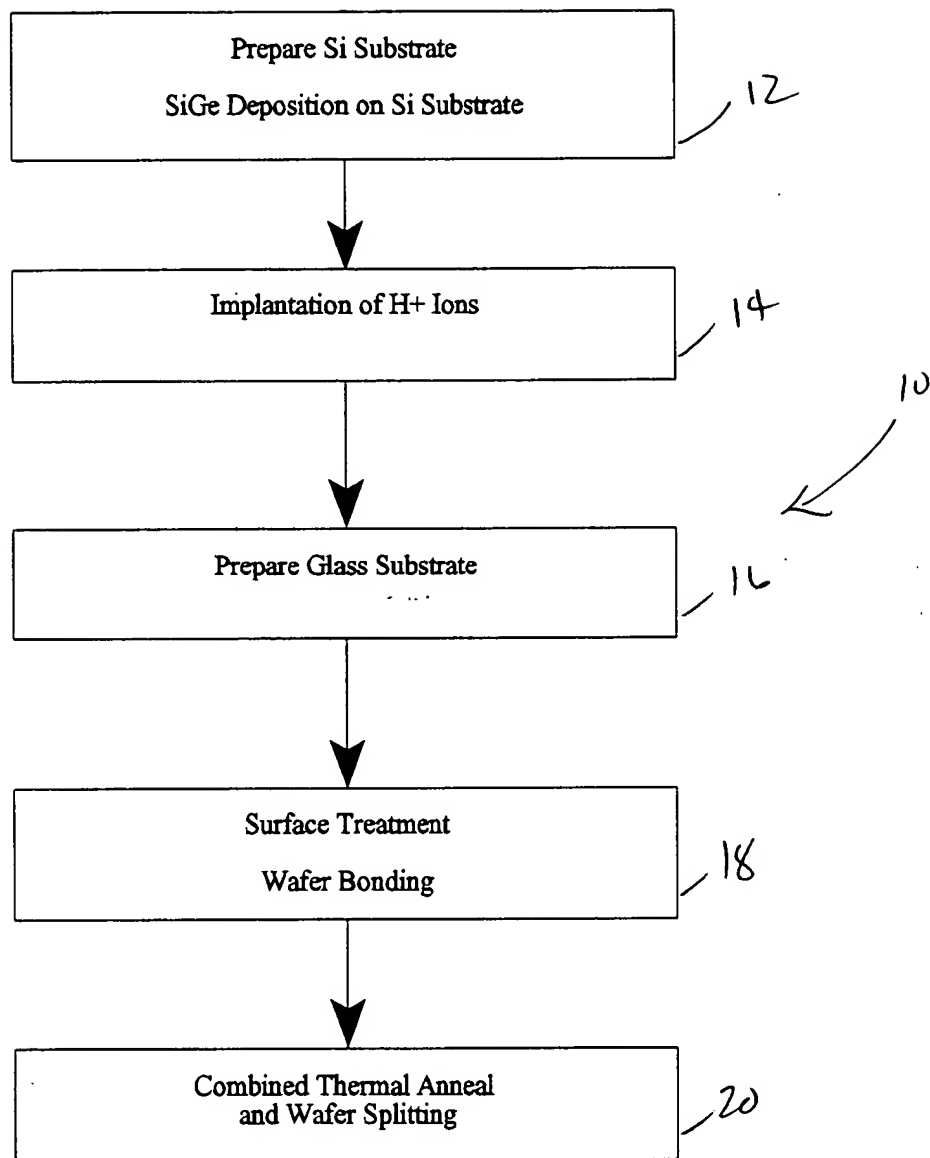 Prepare Si Substrate
SiGe Deposition on Si Substrate
12
Implantation of H+ Ions
14
10
Prepare Glass Substrate
16
Surface Treatment
Wafer Bonding
18
Combined Thermal Anneal
and Wafer Splitting
20